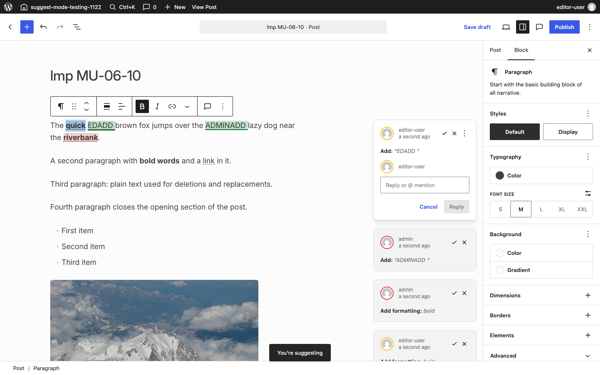 suggest-mode-testing-1122
Ctrl+K
0
New
View Post
editor-user
Imp MU-06-10 · Post
Save draft
Publish
Imp MU-06-10
B
I
The quick EDADD brown fox jumps over the ADMINADD lazy dog near
the riverbank.
A second paragraph with bold words and a link in it.
Third paragraph: plain text used for deletions and replacements.
Fourth paragraph closes the opening section of the post.
· First item
· Second item
· Third item
editor-user
a second ago
Add: "EDADD "
editor-user
Reply or @ mention
Cancel
Reply
admin
a second ago
Add: "ADMINADD "
admin
a second ago
Add formatting: bold
editor-user
a second ago
Post
Block
Paragraph
Start with the basic building block of
all narrative.
Styles
Default
Display
Typography
Color
FONT SIZE
S
M
L
XL
XXL
Background
Color
Gradient
Dimensions
Borders
Elements
Advanced
You're suggesting
Post / Paragraph